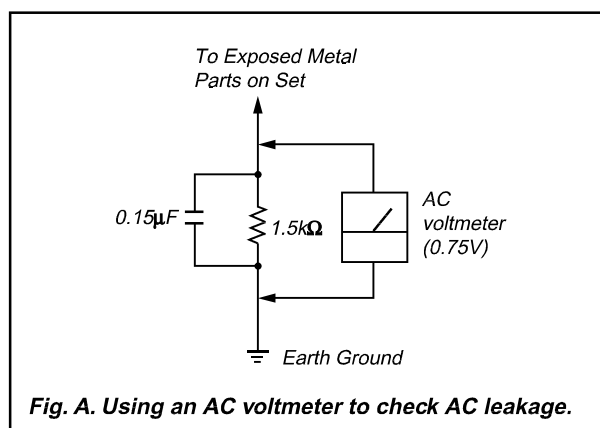 To Exposed Metal
Parts on Set
0.15μF
1.5kΩ
AC
voltmeter
(0.75V)
Earth Ground
Fig. A. Using an AC voltmeter to check AC leakage.